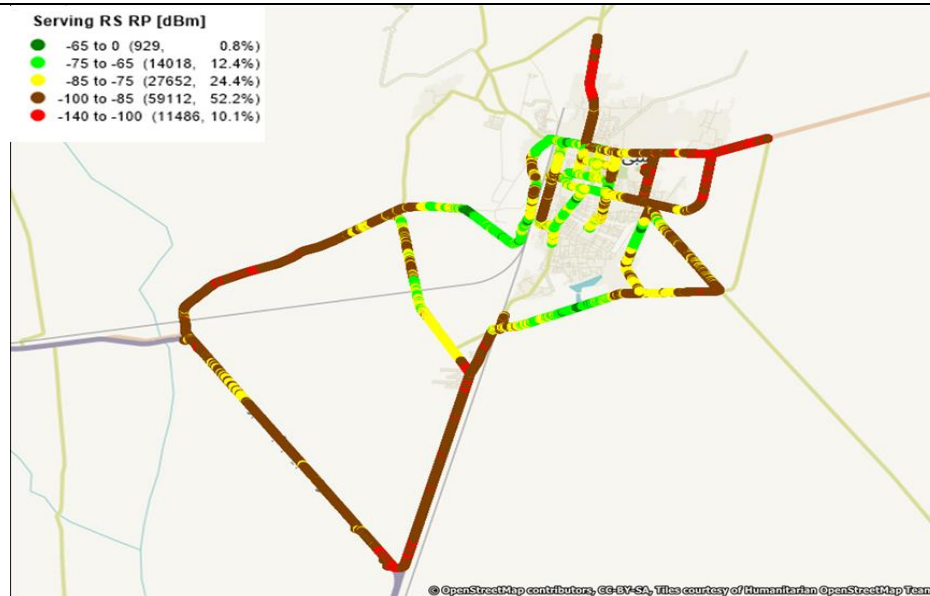 Serving RS RP [dBm]
-65 to 0 (929, 0.8%)
-75 to -65 (14018, 12.4%)
-85 to -75 (27652, 24.4%)
-100 to -85 (59112, 52.2%)
-140 to -100 (11486, 10.1%)
© OpenStreetMap contributors, CC-BY-SA, Tiles courtesy of Humanitarian OpenStreetMap Team